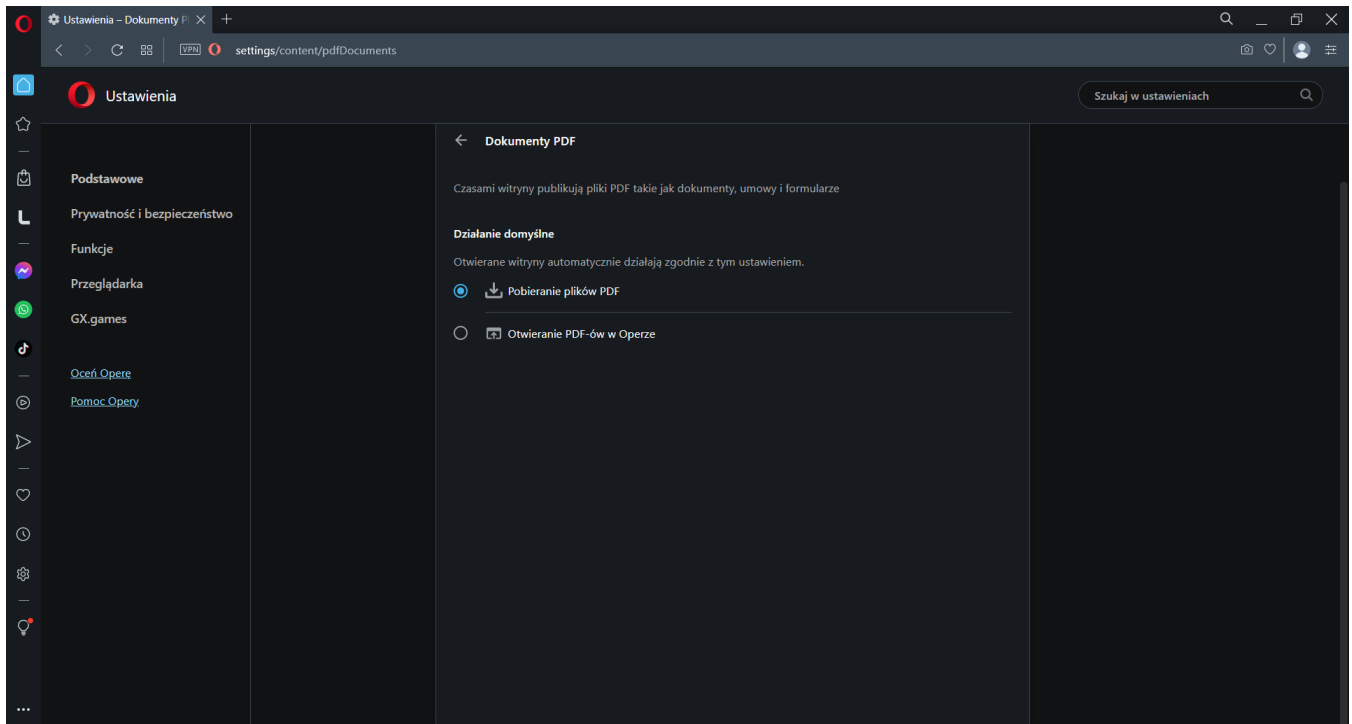 Ustawienia – Dokumenty P
VPN
settings/content/pdfDocuments
Ustawienia
Szukaj w ustawieniach
Podstawowe
Prywatność i bezpieczeństwo
Funkcje
Przeglądarka
GX.games
Oceń Operę
Pomoc Opery
Dokumenty PDF
Czasami witryny publikują pliki PDF takie jak dokumenty, umowy i formularze
Działanie domyślne
Otwierane witryny automatycznie działają zgodnie z tym ustawieniem.
Pobieranie plików PDF
Otwieranie PDF-ów w Operze